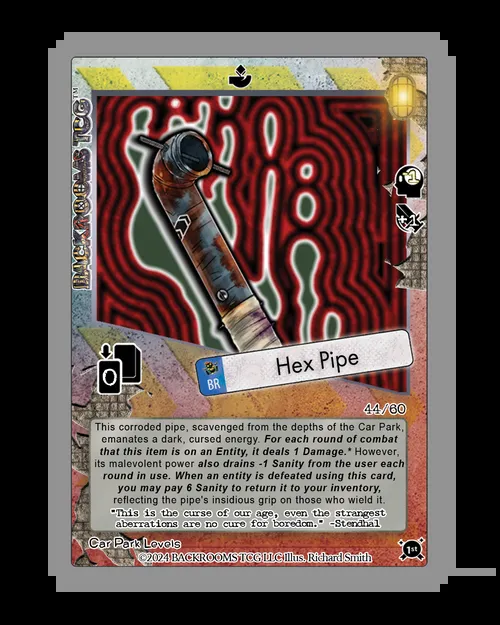 BACKROOMS TCG™
-1
-1
0
BR
Hex Pipe
44/60
This corroded pipe, scavenged from the depths of the Car Park,
emanates a dark, cursed energy. For each round of combat
that this item is on an Entity, it deals 1 Damage.* However,
its malevolent power also drains -1 Sanity from the user each
round in use. When an entity is defeated using this card,
you may pay 6 Sanity to return it to your inventory,
reflecting the pipe's insidious grip on those who wield it.
"This is the curse of our age, even the strangest
aberrations are no cure for boredom." -Stendhal
Car Park Levels
©2024 BACKROOMS TCG LLC Illus. Richard Smith
1st